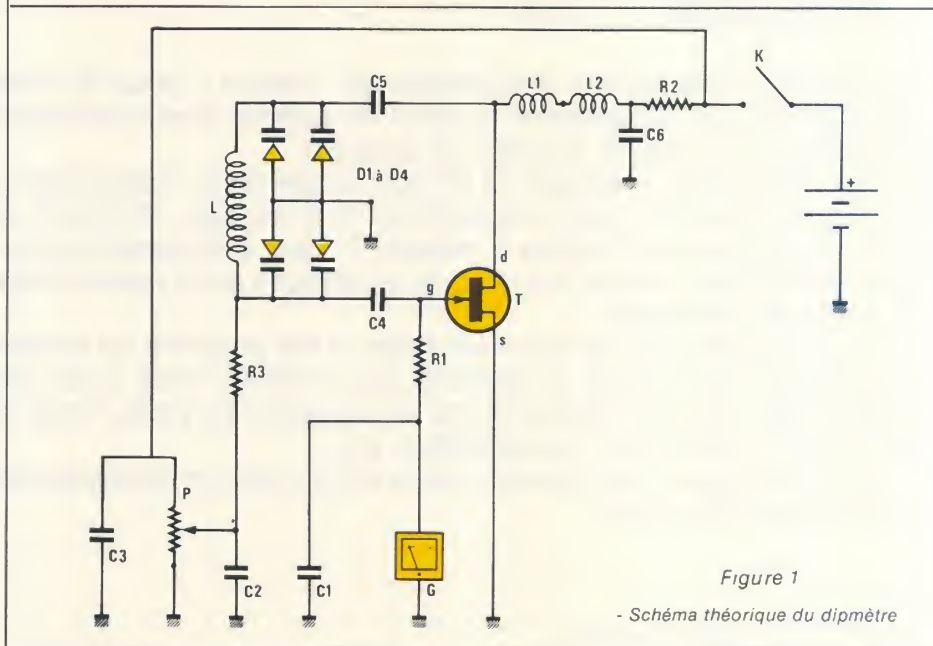 K
C5
L1
L2
R2
C6
+
D1 à D4
L
d
g
T
s
C4
R3
R1
P
C3
C2
C1
G
Figure 1
- Schéma théorique du dipmètre